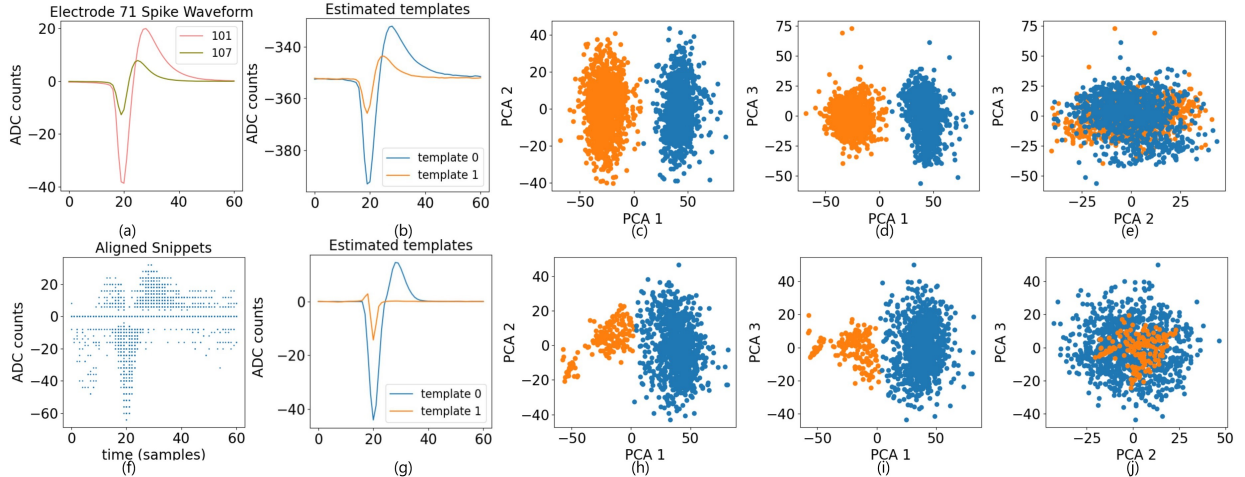 Electrode 71 Spike Waveform
ADC counts
20
0
−20
−40
0
20
40
60
101
107
(a)
Estimated templates
ADC counts
−340
−360
−380
0
20
40
60
template 0
template 1
(b)
PCA 2
40
20
0
−20
−40
−50
0
50
PCA 1
(c)
PCA 3
75
50
25
0
−25
−50
−50
0
50
PCA 1
(d)
PCA 3
75
50
25
0
−25
−50
−25
0
25
PCA 2
(e)
Aligned Snippets
ADC counts
20
0
−20
−40
−60
0
20
40
60
time (samples)
(f)
Estimated templates
ADC counts
0
−20
−40
0
20
40
60
template 0
template 1
(g)
PCA 2
40
20
0
−20
−40
−50
0
50
PCA 1
(h)
PCA 3
40
20
0
−20
−40
−50
0
50
PCA 1
(i)
PCA 3
40
20
0
−20
−40
−25
0
25
50
PCA 2
(j)